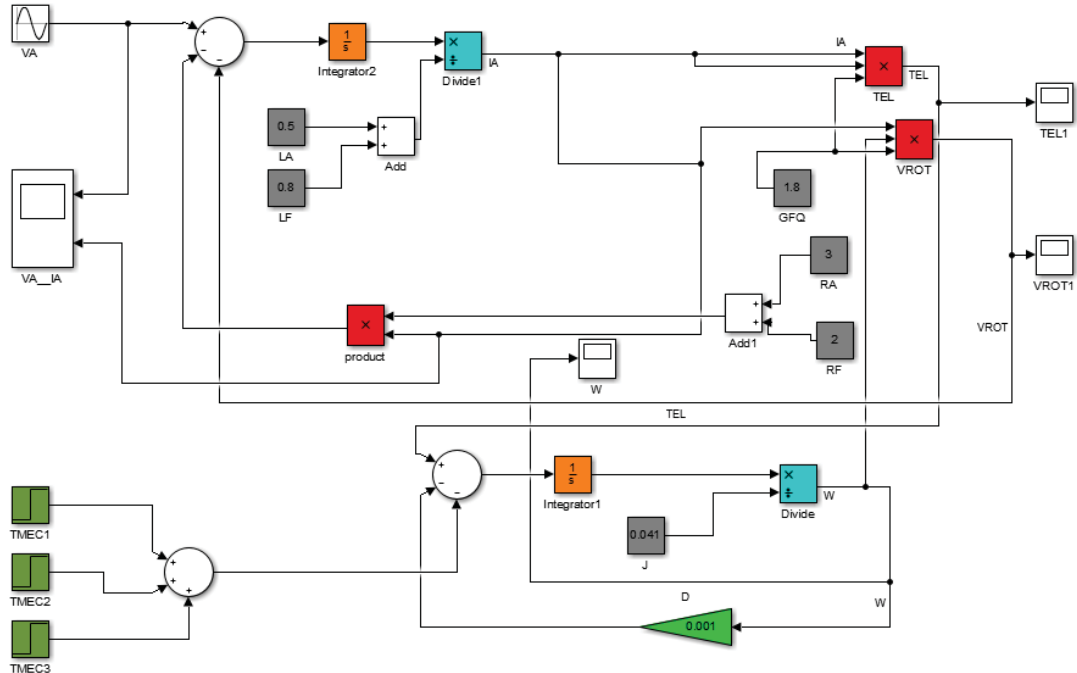 VA
+
−
−
1
s
Integrator2
×
÷
Divide1
IA
IA
×
TEL
TEL
TEL1
0.5
LA
+
+
Add
0.8
LF
×
VROT
1.8
GFQ
VA__IA
3
RA
VROT1
×
product
+
+
Add1
2
RF
VROT
W
TEL
+
−
−
1
s
Integrator1
×
÷
Divide
W
0.041
J
TMEC1
TMEC2
TMEC3
+
+
+
D
W
0.001